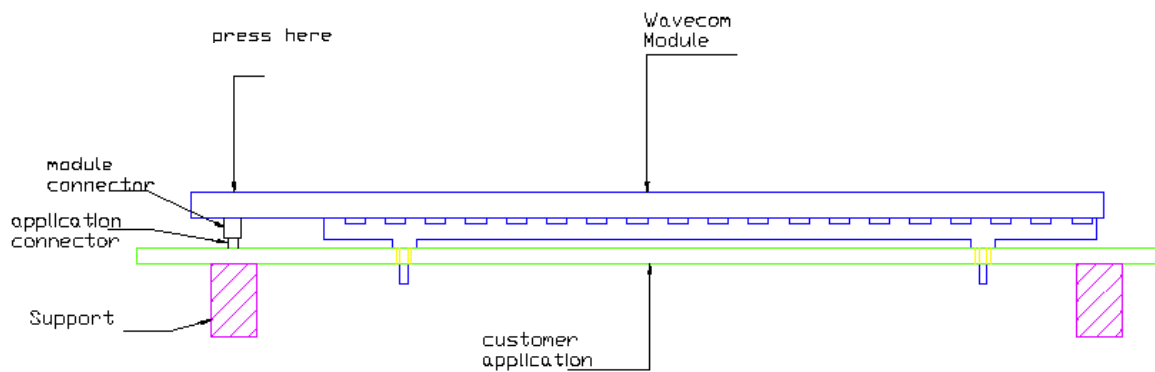 press here
Wavecom
Module
module
connector
application
connector
Support
customer
application